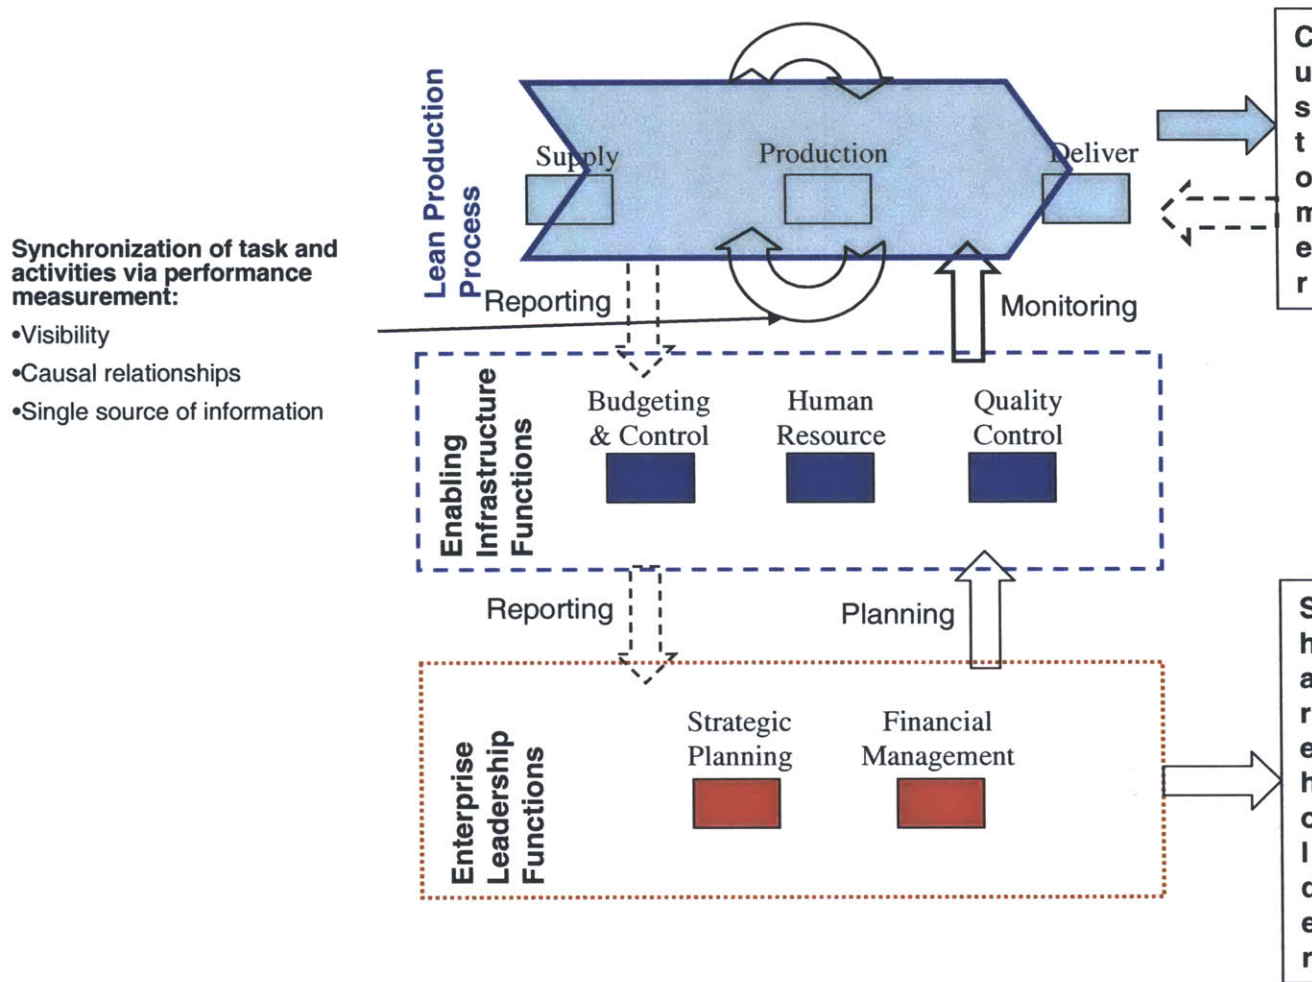 Customer
Lean Production
Process
Supply
Production
Deliver
Synchronization of task and
activities via performance
measurement:
•Visibility
•Causal relationships
•Single source of information
Reporting
Monitoring
Enabling
Infrastructure
Functions
Budgeting
& Control
Human
Resource
Quality
Control
Reporting
Planning
Enterprise
Leadership
Functions
Strategic
Planning
Financial
Management
Shareholder